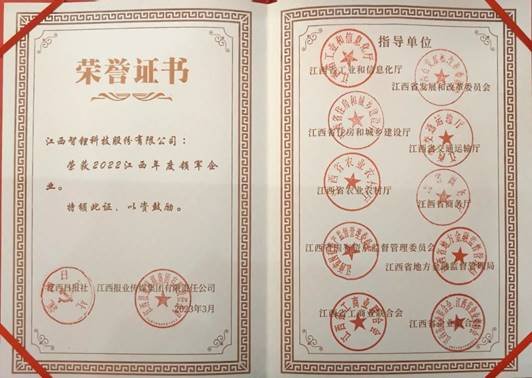 荣誉证书
江西智锂科技股份有限公司：
荣获2022江西年度领军企
业。
特颁此证、以资鼓励。
江西日报社
江西报业传媒集团有限责任公司
2023年3月
指导单位
江西省工业和信息化厅
江西省发展和改革委员会
江西省住房和城乡建设厅
江西省交通运输厅
江西省农业农村厅
江西省商务厅
监督管理委员会
江西省地方金融监督管理局
江西省工商业联合会